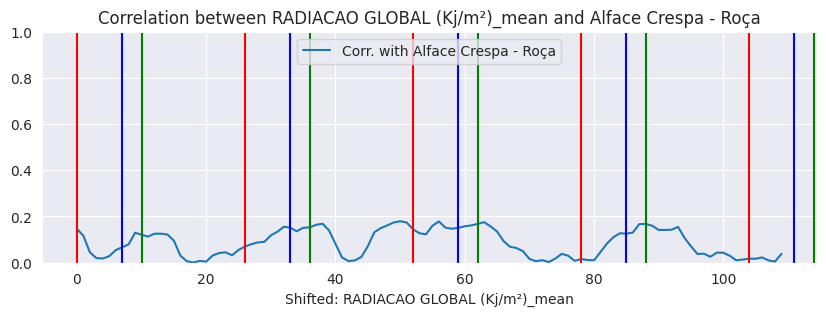 Correlation between RADIACAO GLOBAL (Kj/m²)_mean and Alface Crespa - Roça
Corr. with Alface Crespa - Roça
1.0
0.8
0.6
0.4
0.2
0.0
0 20 40 60 80 100
Shifted: RADIACAO GLOBAL (Kj/m²)_mean